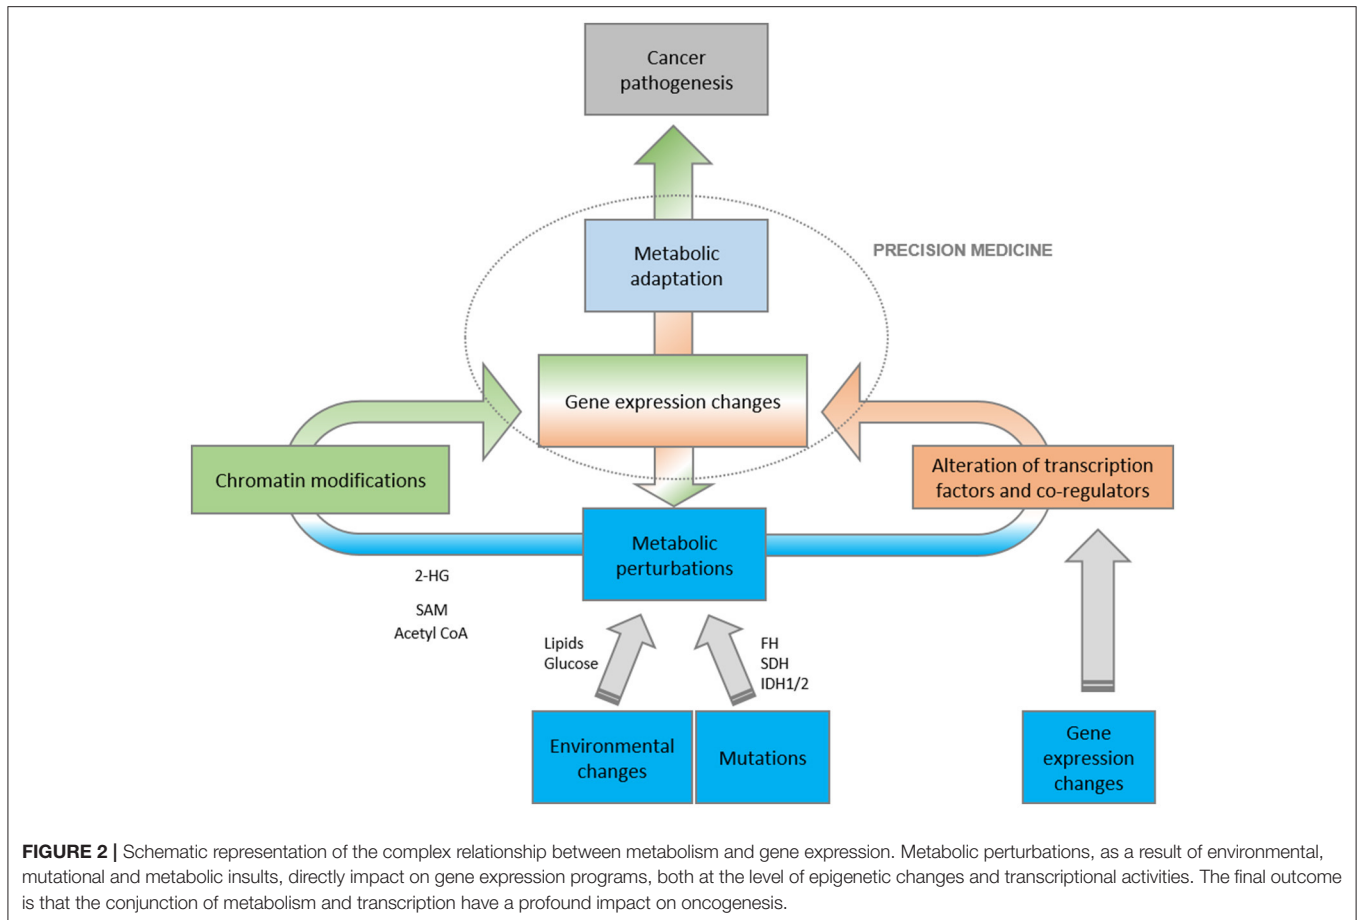 Cancer
pathogenesis
Metabolic
adaptation
PRECISION MEDICINE
Gene expression changes
Chromatin modifications
Alteration of transcription
factors and co-regulators
Metabolic
perturbations
2-HG
SAM
Acetyl CoA
Lipids
Glucose
FH
SDH
IDH1/2
Environmental
changes
Mutations
Gene
expression
changes
FIGURE 2 | Schematic representation of the complex relationship between metabolism and gene expression. Metabolic perturbations, as a result of environmental,
mutational and metabolic insults, directly impact on gene expression programs, both at the level of epigenetic changes and transcriptional activities. The final outcome
is that the conjunction of metabolism and transcription have a profound impact on oncogenesis.